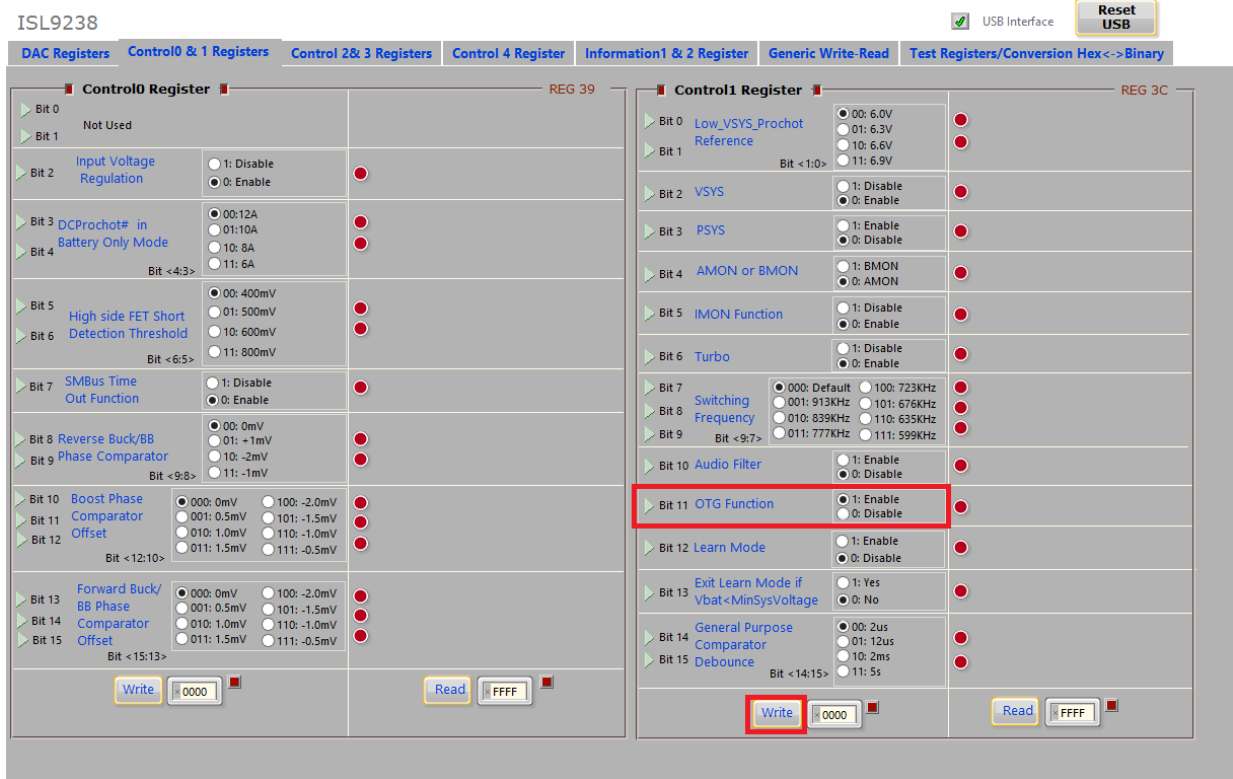 ISL9238
USB Interface
Reset
USB
DAC Registers
Control0 & 1 Registers
Control 2& 3 Registers
Control 4 Register
Information1 & 2 Register
Generic Write-Read
Test Registers/Conversion Hex<->Binary
Control0 Register
REG 39
Bit 0
Not Used
Bit 1
Bit 2
Input Voltage
Regulation
1: Disable
0: Enable
Bit 3
Bit 4
DCProchot# in
Battery Only Mode
Bit <4:3>
00:12A
01:10A
10: 8A
11: 6A
Bit 5
Bit 6
High side FET Short
Detection Threshold
Bit <6:5>
00: 400mV
01: 500mV
10: 600mV
11: 800mV
Bit 7
SMBus Time
Out Function
1: Disable
0: Enable
Bit 8
Bit 9
Reverse Buck/BB
Phase Comparator
Bit <9:8>
00: 0mV
01: +1mV
10: -2mV
11: -1mV
Bit 10
Bit 11
Bit 12
Boost Phase
Comparator
Offset
Bit <12:10>
000: 0mV
001: 0.5mV
010: 1.0mV
011: 1.5mV
100: -2.0mV
101: -1.5mV
110: -1.0mV
111: -0.5mV
Bit 13
Bit 14
Bit 15
Forward Buck/
BB Phase
Comparator
Offset
Bit <15:13>
000: 0mV
001: 0.5mV
010: 1.0mV
011: 1.5mV
100: -2.0mV
101: -1.5mV
110: -1.0mV
111: -0.5mV
Write
×0000
Read
×FFFF
Control1 Register
REG 3C
Bit 0
Bit 1
Low_VSYS_Prochot
Reference
Bit <1:0>
00: 6.0V
01: 6.3V
10: 6.6V
11: 6.9V
Bit 2
VSYS
1: Disable
0: Enable
Bit 3
PSYS
1: Enable
0: Disable
Bit 4
AMON or BMON
1: BMON
0: AMON
Bit 5
IMON Function
1: Disable
0: Enable
Bit 6
Turbo
1: Disable
0: Enable
Bit 7
Bit 8
Bit 9
Switching
Frequency
Bit <9:7>
000: Default
001: 913KHz
010: 839KHz
011: 777KHz
100: 723KHz
101: 676KHz
110: 635KHz
111: 599KHz
Bit 10
Audio Filter
1: Enable
0: Disable
Bit 11
OTG Function
1: Enable
0: Disable
Bit 12
Learn Mode
1: Enable
0: Disable
Bit 13
Exit Learn Mode if
Vbat<MinSysVoltage
1: Yes
0: No
Bit 14
Bit 15
General Purpose
Comparator
Debounce
Bit <14:15>
00: 2us
01: 12us
10: 2ms
11: 5s
Write
×0000
Read
×FFFF